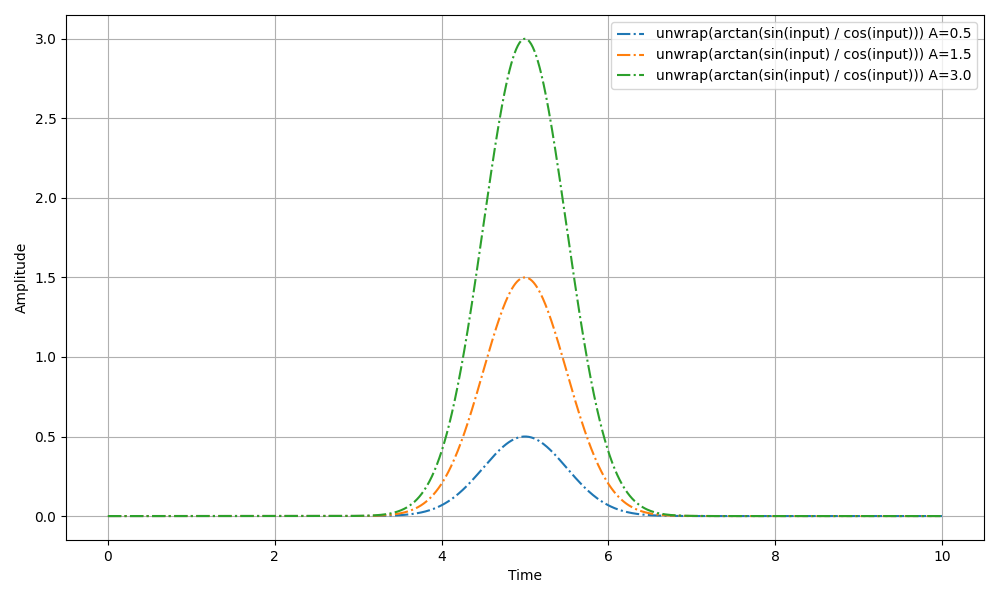 unwrap(arctan(sin(input) / cos(input))) A=0.5
unwrap(arctan(sin(input) / cos(input))) A=1.5
unwrap(arctan(sin(input) / cos(input))) A=3.0
3.0
2.5
2.0
1.5
1.0
0.5
0.0
Amplitude
0 2 4 6 8 10
Time